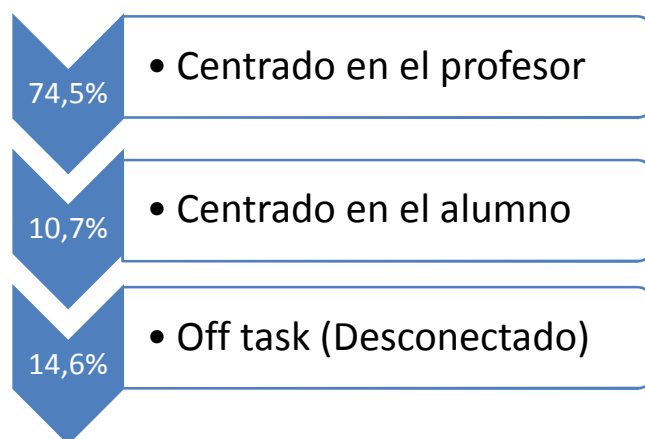 74,5%
• Centrado en el profesor
10,7%
• Centrado en el alumno
14,6%
• Off task (Desconectado)